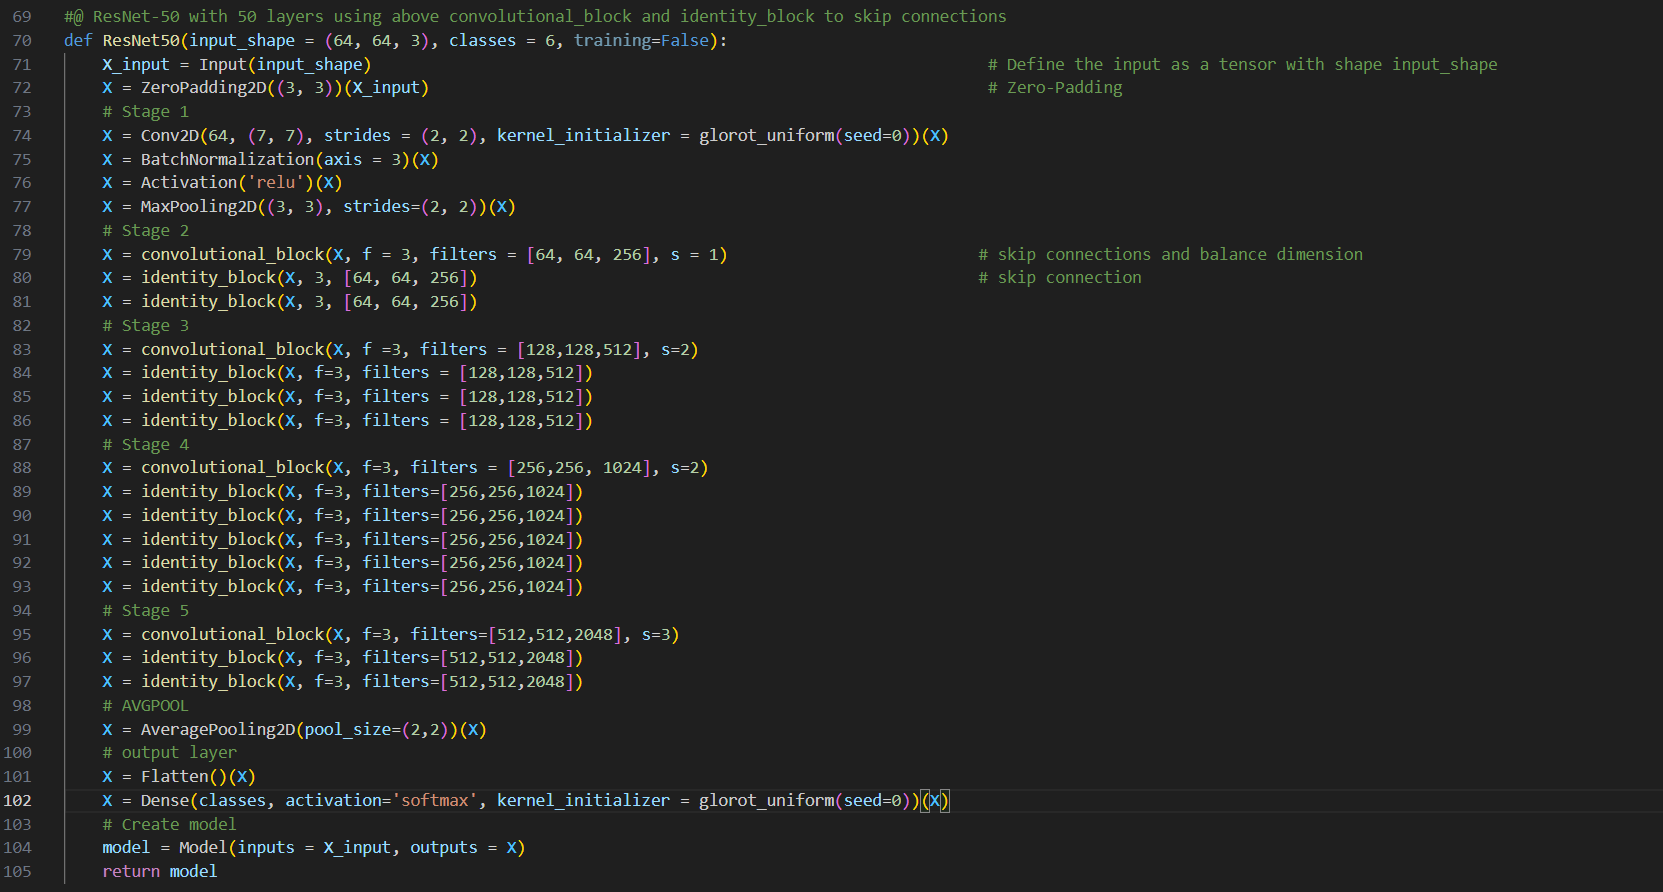 69 #@ ResNet-50 with 50 layers using above convolutional_block and identity_block to skip connections
70 def ResNet50(input_shape = (64, 64, 3), classes = 6, training=False):
71     X_input = Input(input_shape)                                                                # Define the input as a tensor with shape input_shape
72     X = ZeroPadding2D((3, 3))(X_input)                                                          # Zero-Padding
73     # Stage 1
74     X = Conv2D(64, (7, 7), strides = (2, 2), kernel_initializer = glorot_uniform(seed=0))(X)
75     X = BatchNormalization(axis = 3)(X)
76     X = Activation('relu')(X)
77     X = MaxPooling2D((3, 3), strides=(2, 2))(X)
78     # Stage 2
79     X = convolutional_block(X, f = 3, filters = [64, 64, 256], s = 1)                          # skip connections and balance dimension
80     X = identity_block(X, 3, [64, 64, 256])                                                    # skip connection
81     X = identity_block(X, 3, [64, 64, 256])
82     # Stage 3
83     X = convolutional_block(X, f =3, filters = [128,128,512], s=2)
84     X = identity_block(X, f=3, filters = [128,128,512])
85     X = identity_block(X, f=3, filters = [128,128,512])
86     X = identity_block(X, f=3, filters = [128,128,512])
87     # Stage 4
88     X = convolutional_block(X, f=3, filters = [256,256, 1024], s=2)
89     X = identity_block(X, f=3, filters=[256,256,1024])
90     X = identity_block(X, f=3, filters=[256,256,1024])
91     X = identity_block(X, f=3, filters=[256,256,1024])
92     X = identity_block(X, f=3, filters=[256,256,1024])
93     X = identity_block(X, f=3, filters=[256,256,1024])
94     # Stage 5
95     X = convolutional_block(X, f=3, filters=[512,512,2048], s=3)
96     X = identity_block(X, f=3, filters=[512,512,2048])
97     X = identity_block(X, f=3, filters=[512,512,2048])
98     # AVGPOOL
99     X = AveragePooling2D(pool_size=(2,2))(X)
100     # output layer
101     X = Flatten()(X)
102     X = Dense(classes, activation='softmax', kernel_initializer = glorot_uniform(seed=0))(X)
103     # Create model
104     model = Model(inputs = X_input, outputs = X)
105     return model